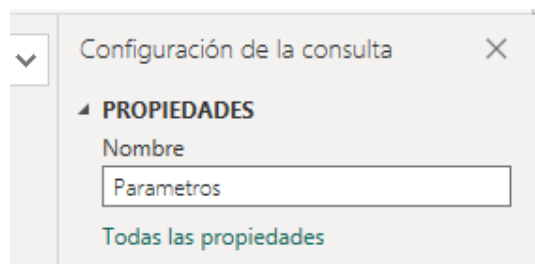 Configuración de la consulta
PROPIEDADES
Nombre
Parametros
Todas las propiedades